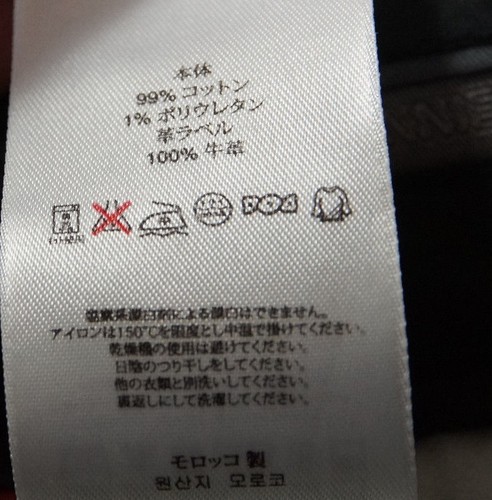 本体
99% コットン
1% ポリウレタン
革ラベル
100% 牛革
ネット使用
塩素系漂白剤による漂白はできません。
アイロンは150℃を限度とし中温で掛けてください。
乾燥機の使用は避けてください。
日陰のつり干しをしてください。
他の衣類と別洗いしてください。
裏返しにして洗濯してください。
モロッコ 製
원산지 모로코